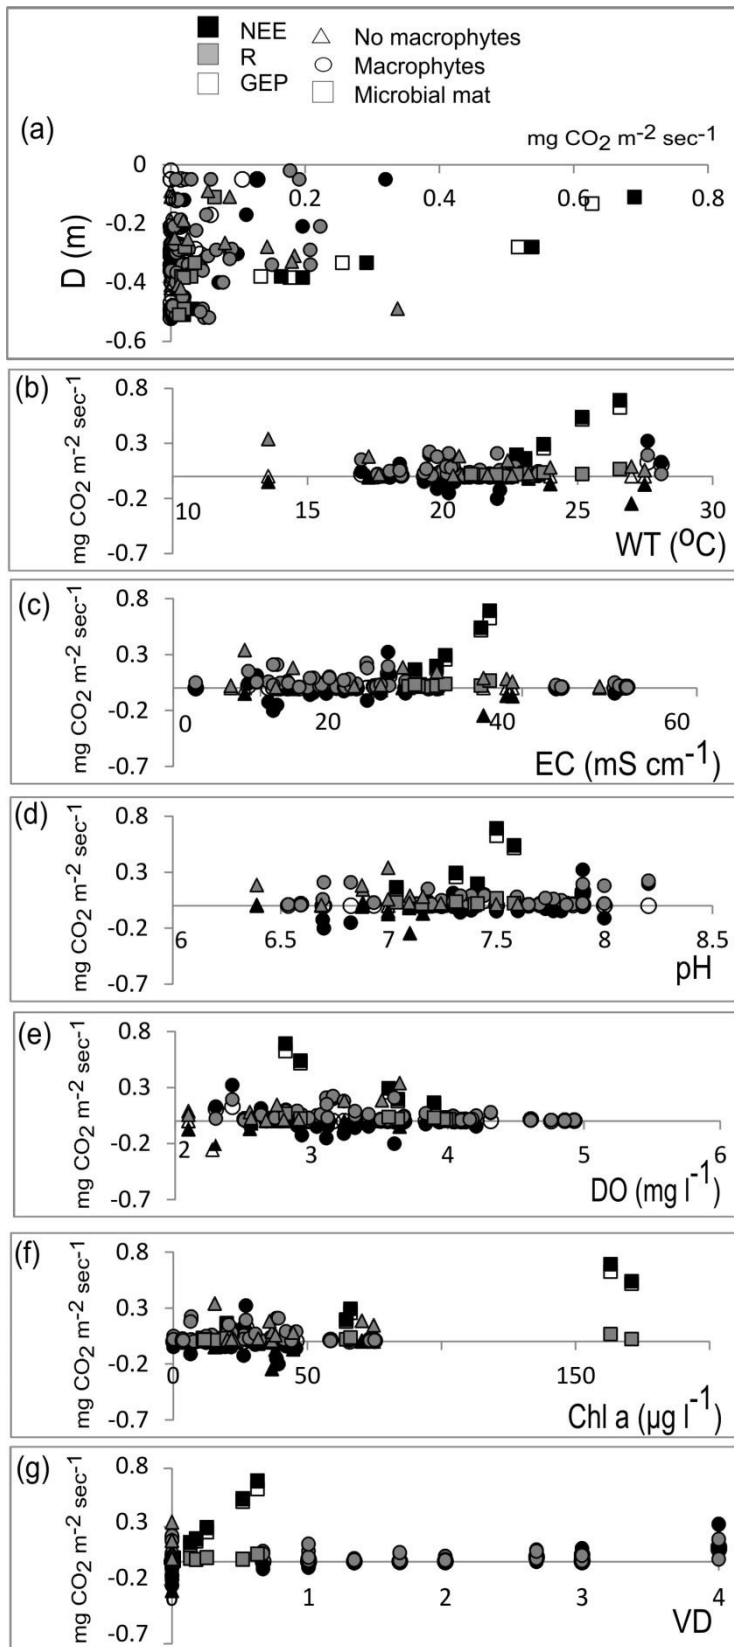 NEE No macrophytes
R Macrophytes
GEP Microbial mat
(a)
mg CO2 m-2 sec-1
0 0.2 0.4 0.6 0.8
-0.2
-0.4
-0.6
D (m)
(b)
mg CO2 m-2 sec-1
0.8
0.3
-0.2
-0.7
10 15 20 25 30
WT (oC)
(c)
mg CO2 m-2 sec-1
0.8
0.3
-0.2
-0.7
0 20 40 60
EC (mS cm-1)
(d)
mg CO2 m-2 sec-1
0.8
0.3
-0.2
-0.7
6 6.5 7 7.5 8 8.5
pH
(e)
mg CO2 m-2 sec-1
0.8
0.3
-0.2
-0.7
2 3 4 5 6
DO (mg l-1)
(f)
mg CO2 m-2 sec-1
0.8
0.3
-0.2
-0.7
0 50 150
Chl a (µg l-1)
(g)
mg CO2 m-2 sec-1
0.8
0.3
-0.2
-0.7
0 1 2 3 4
VD